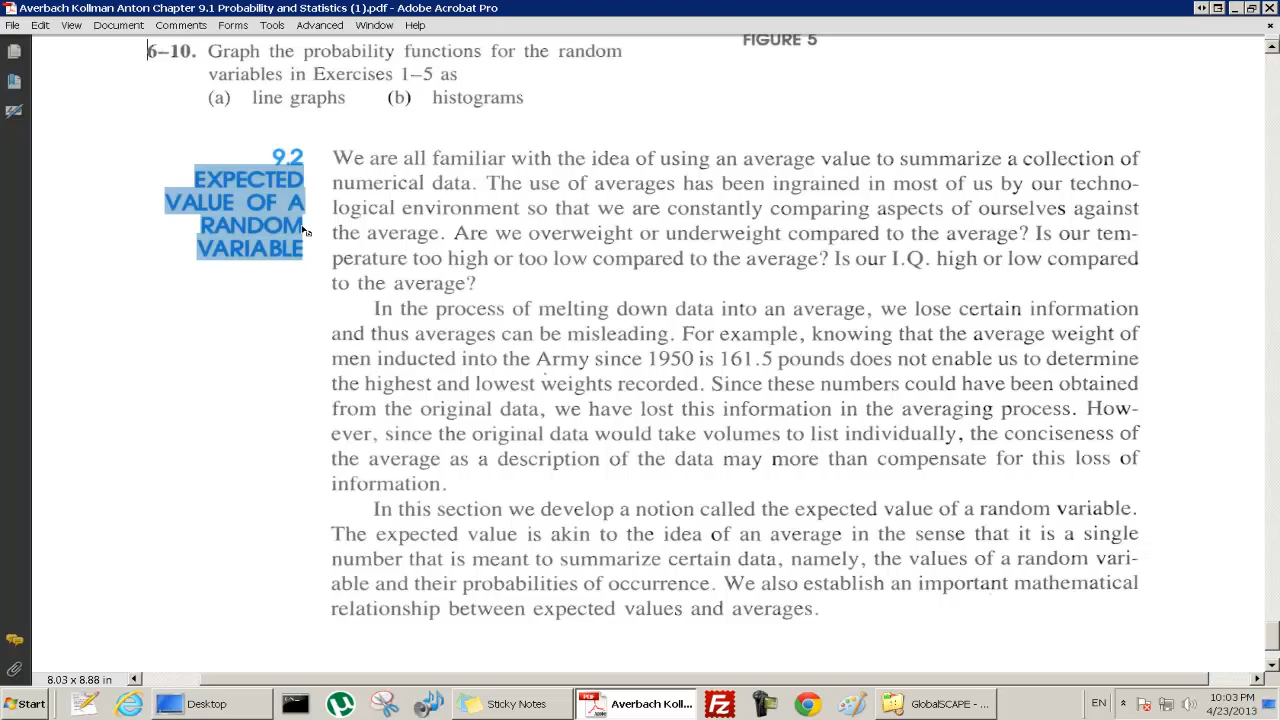 Averbach Kollman Anton Chapter 9.1 Probability and Statistics (1).pdf - Adobe Acrobat Pro
File Edit View Document Comments Forms Tools Advanced Window Help
FIGURE 5
6–10. Graph the probability functions for the random
variables in Exercises 1–5 as
(a) line graphs (b) histograms
9.2
EXPECTED
VALUE OF A
RANDOM
VARIABLE
We are all familiar with the idea of using an average value to summarize a collection of
numerical data. The use of averages has been ingrained in most of us by our techno-
logical environment so that we are constantly comparing aspects of ourselves against
the average. Are we overweight or underweight compared to the average? Is our tem-
perature too high or too low compared to the average? Is our I.Q. high or low compared
to the average?
In the process of melting down data into an average, we lose certain information
and thus averages can be misleading. For example, knowing that the average weight of
men inducted into the Army since 1950 is 161.5 pounds does not enable us to determine
the highest and lowest weights recorded. Since these numbers could have been obtained
from the original data, we have lost this information in the averaging process. How-
ever, since the original data would take volumes to list individually, the conciseness of
the average as a description of the data may more than compensate for this loss of
information.
In this section we develop a notion called the expected value of a random variable.
The expected value is akin to the idea of an average in the sense that it is a single
number that is meant to summarize certain data, namely, the values of a random vari-
able and their probabilities of occurrence. We also establish an important mathematical
relationship between expected values and averages.
8.03 x 8.88 in
Start
Desktop
Sticky Notes
Averbach Koll...
GlobalSCAPE - ...
EN
10:03 PM
4/23/2013